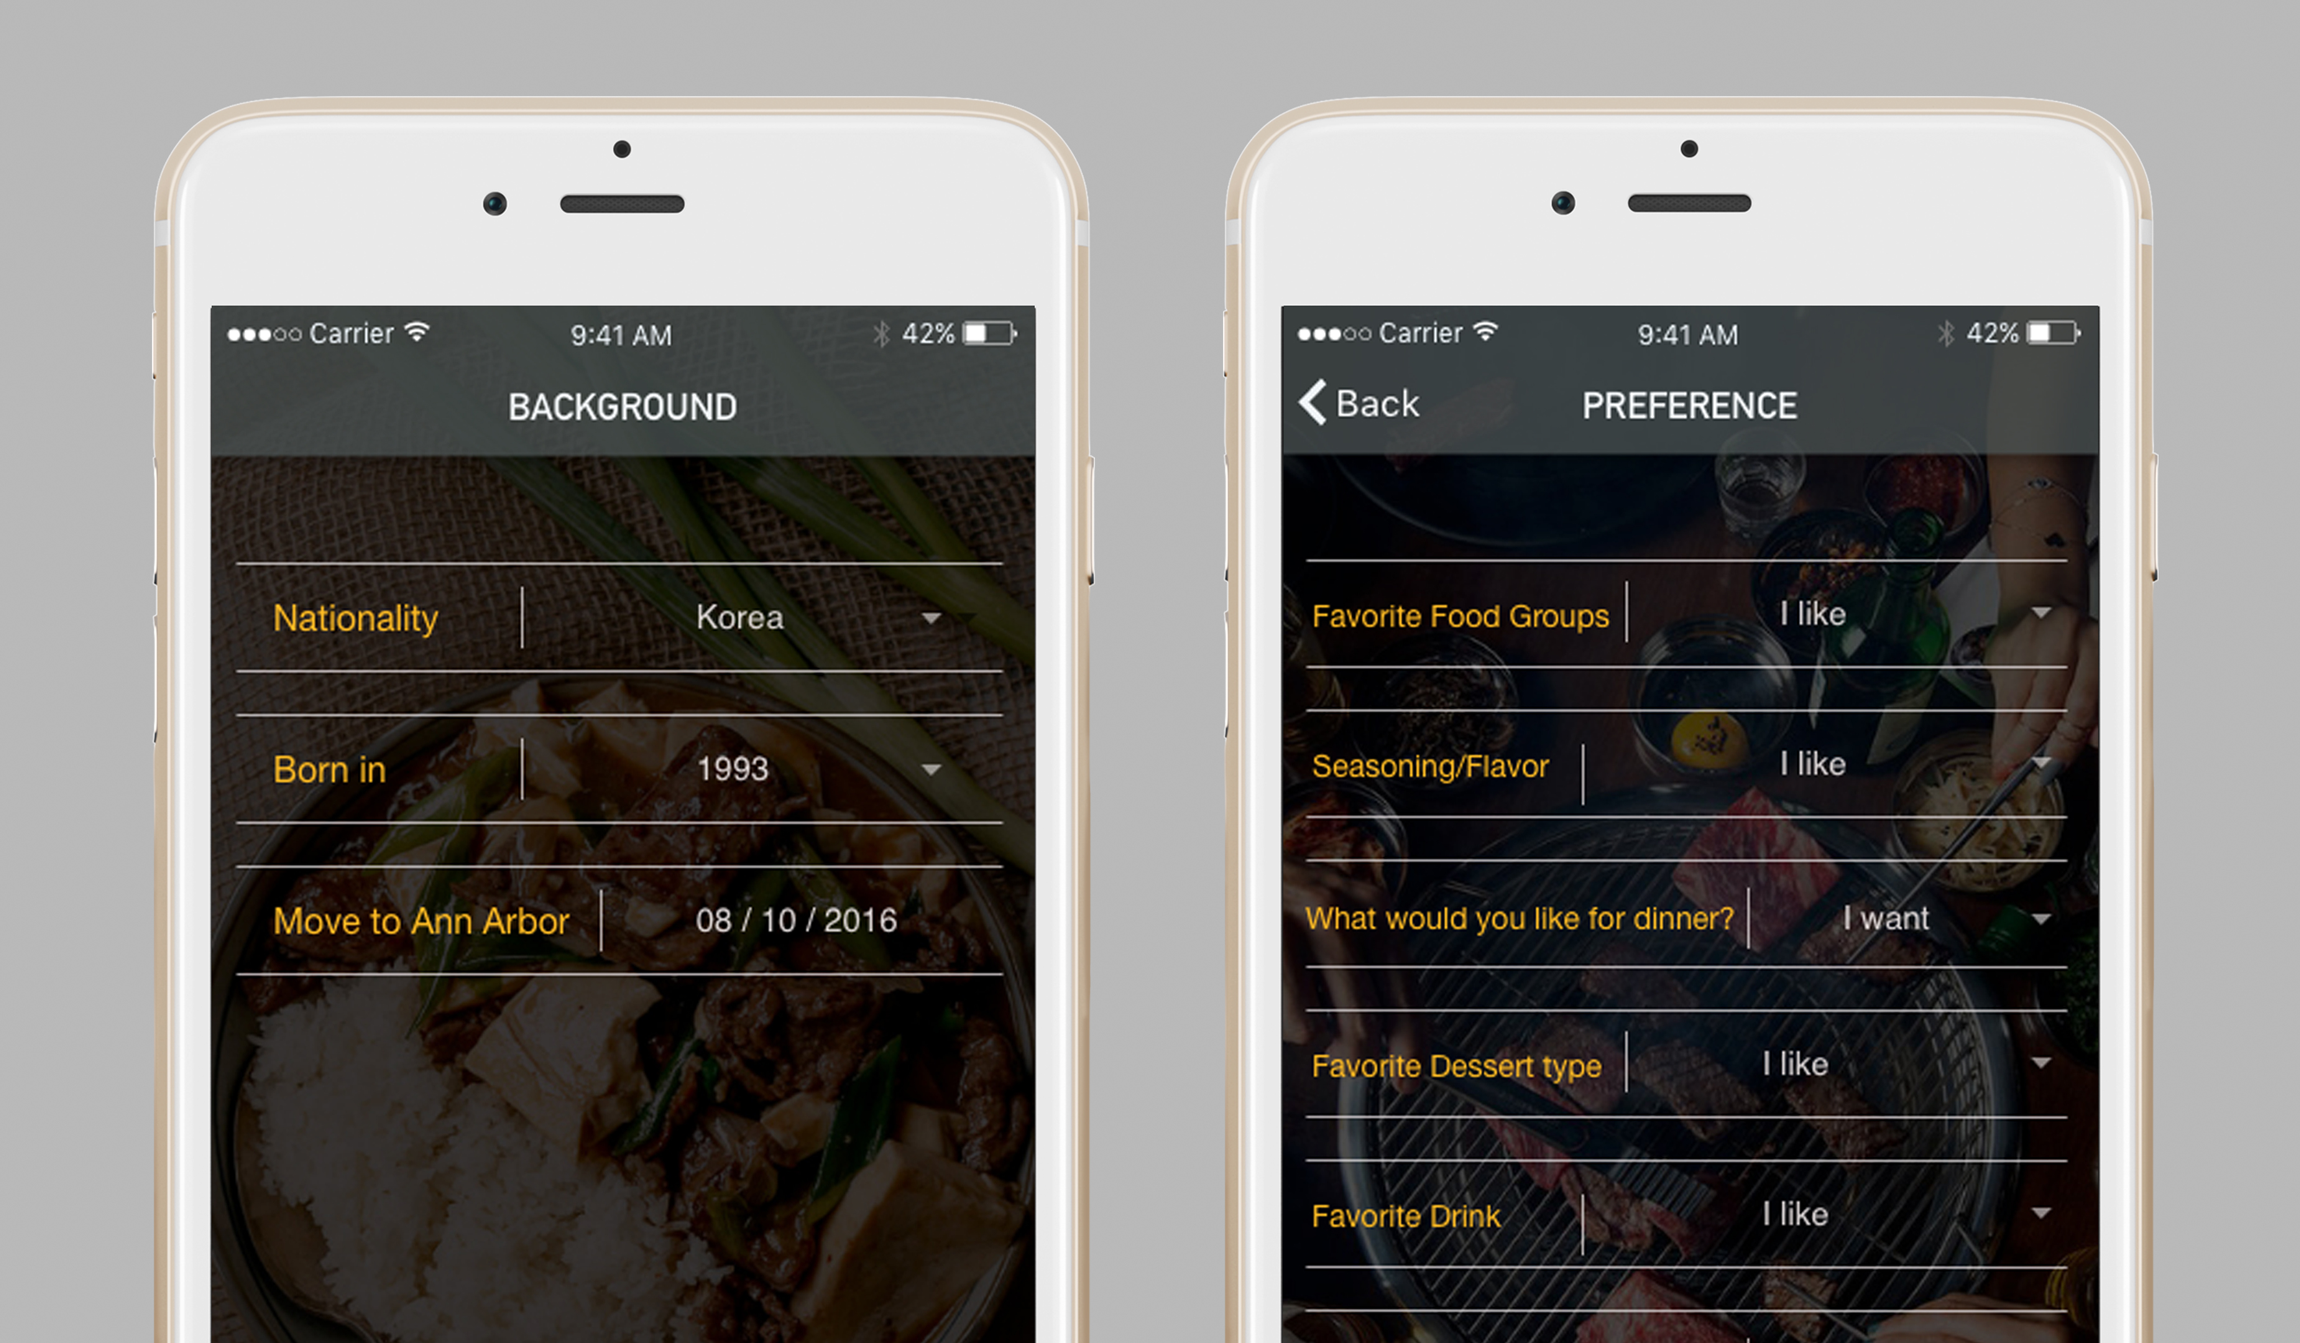 Carrier 9:41 AM 42%
BACKGROUND
Nationality Korea
Born in 1993
Move to Ann Arbor 08 / 10 / 2016
Carrier 9:41 AM 42%
Back PREFERENCE
Favorite Food Groups I like
Seasoning/Flavor I like
What would you like for dinner? I want
Favorite Dessert type I like
Favorite Drink I like